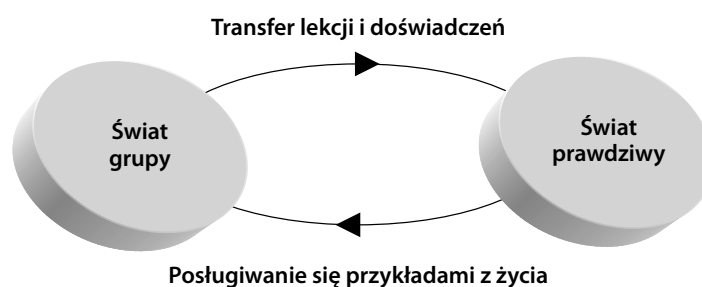 Transfer lekcji i doświadczeń
Świat
grupy
Świat
prawdziwy
Posługiwanie się przykładami z życia